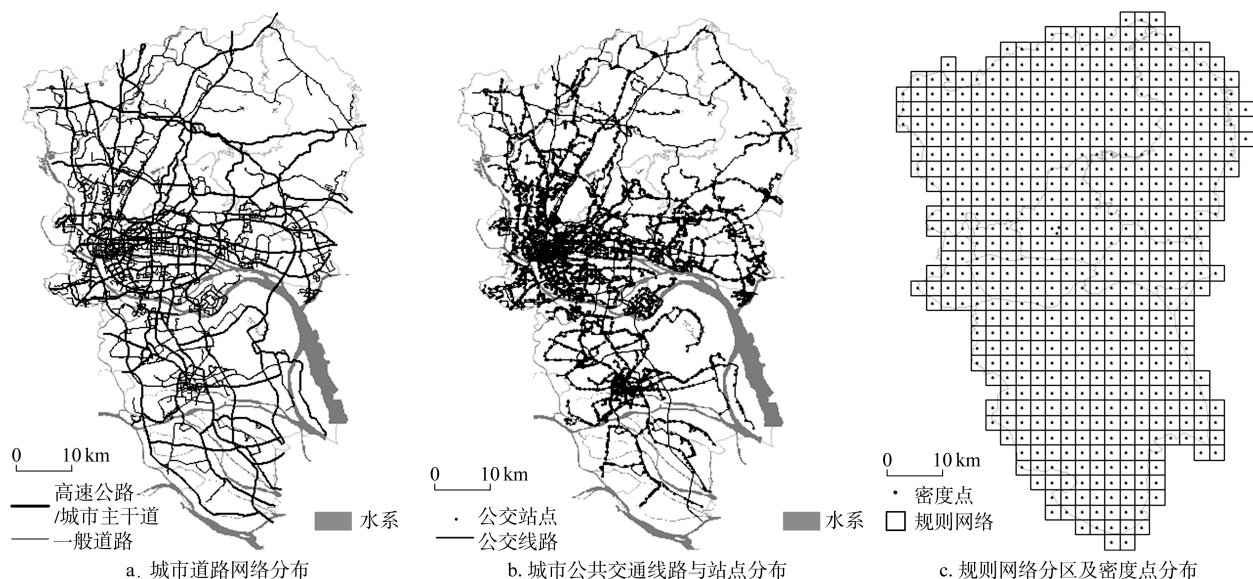 0 10 km
高速公路
/城市主干道
一般道路
水系
a. 城市道路网络分布
0 10 km
公交站点
公交线路
水系
b. 城市公共交通线路与站点分布
0 10 km
密度点
规则网络
c. 规则网络分区及密度点分布